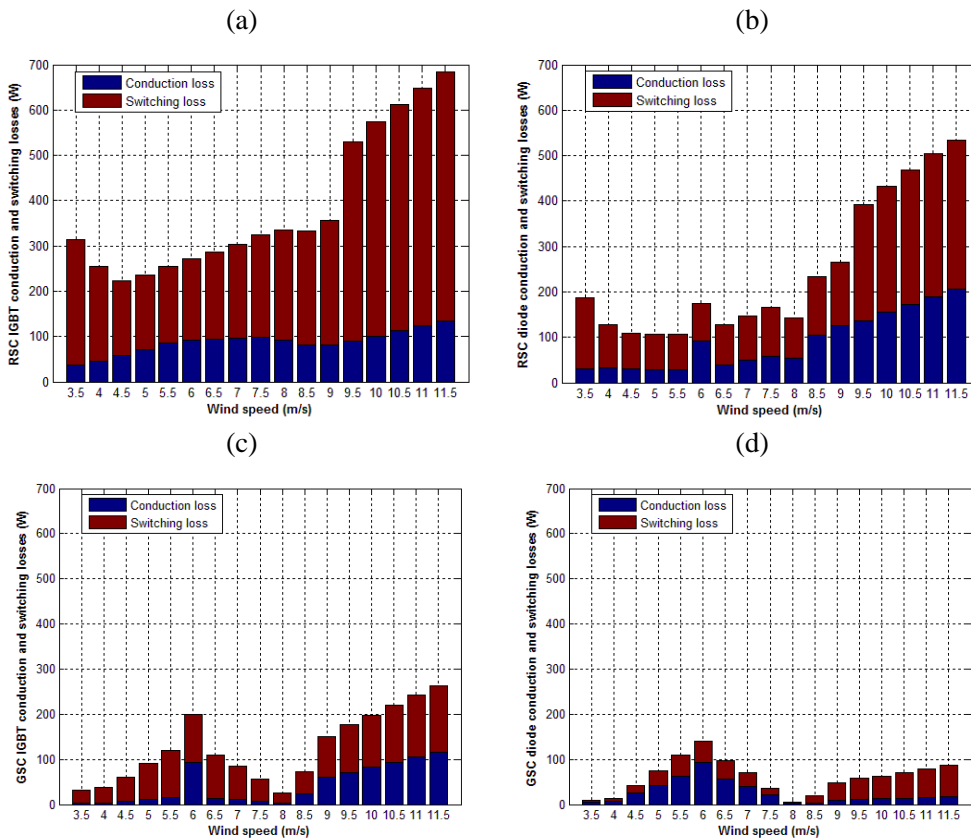 (a)
(b)
RSC IGBT conduction and switching losses (W)
700
600
500
400
300
200
100
0
Conduction loss
Switching loss
3.5 4 4.5 5 5.5 6 6.5 7 7.5 8 8.5 9 9.5 10 10.5 11 11.5
Wind speed (m/s)
RSC diode conduction and switching losses (W)
700
600
500
400
300
200
100
0
Conduction loss
Switching loss
3.5 4 4.5 5 5.5 6 6.5 7 7.5 8 8.5 9 9.5 10 10.5 11 11.5
Wind speed (m/s)
(c)
(d)
GSC IGBT conduction and switching losses (W)
700
600
500
400
300
200
100
0
Conduction loss
Switching loss
3.5 4 4.5 5 5.5 6 6.5 7 7.5 8 8.5 9 9.5 10 10.5 11 11.5
Wind speed (m/s)
GSC diode conduction and switching losses (W)
700
600
500
400
300
200
100
0
Conduction loss
Switching loss
3.5 4 4.5 5 5.5 6 6.5 7 7.5 8 8.5 9 9.5 10 10.5 11 11.5
Wind speed (m/s)